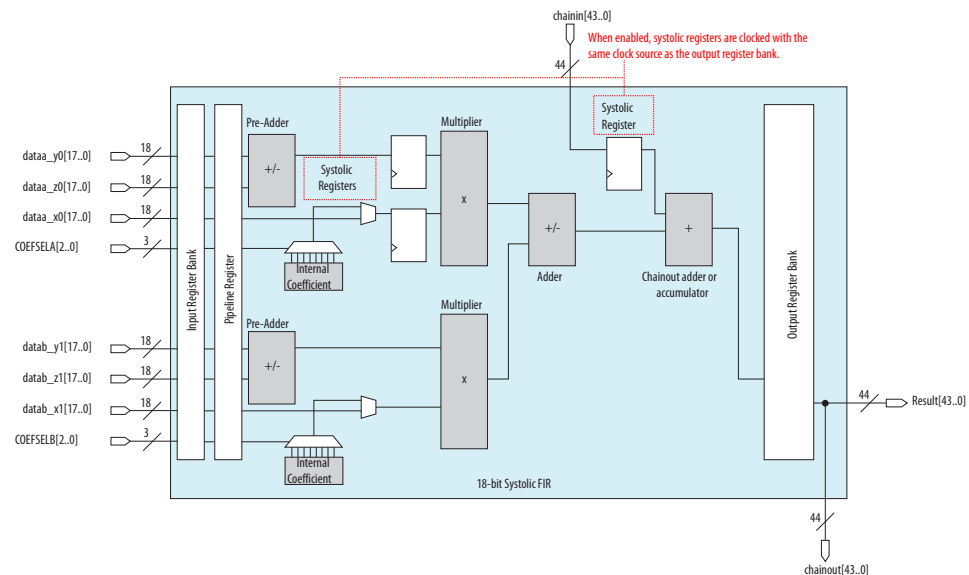 chainin[43..0]
When enabled, systolic registers are clocked with the
same clock source as the output register bank.
44
Systolic
Register
Pre-Adder
Multiplier
dataa_y0[17..0]
18
+/-
Systolic
Registers
dataa_z0[17..0]
18
x
dataa_x0[17..0]
18
+/-
+
COEFSELA[2..0]
3
Internal
Coefficient
Adder
Chainout adder or
accumulator
Input Register Bank
Pipeline Register
Output Register Bank
Multiplier
Pre-Adder
datab_y1[17..0]
18
+/-
datab_z1[17..0]
18
x
datab_x1[17..0]
18
44
Result[43..0]
COEFSELB[2..0]
3
Internal
Coefficient
18-bit Systolic FIR
44
chainout[43..0]